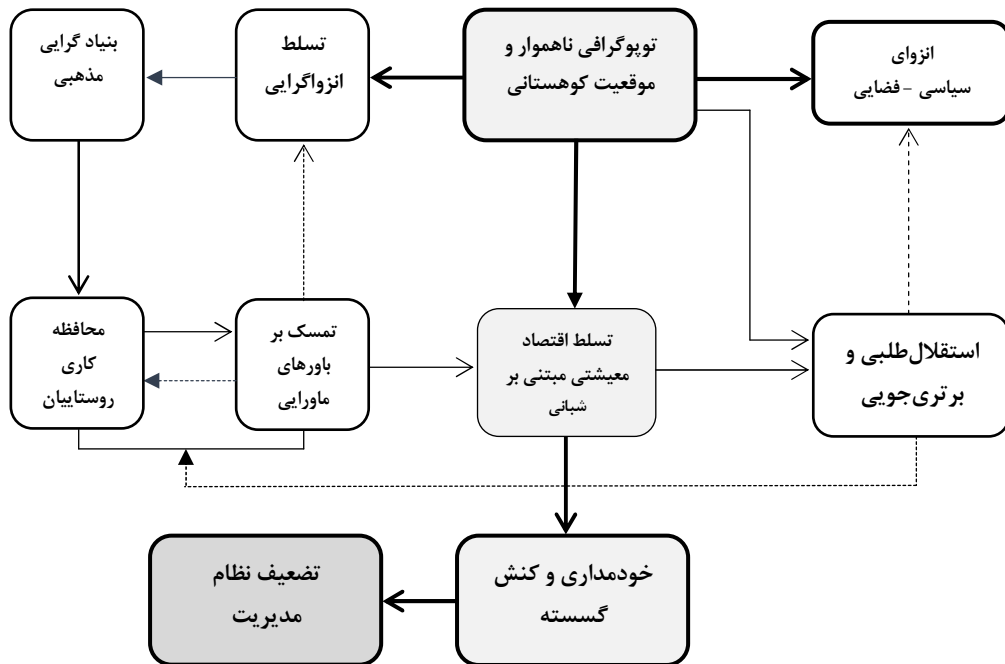 توپوگرافی ناهموار و
موقعیت کوهستانی
انزوای
سیاسی – فضایی
تسلط
انزواگرایی
بنیاد گرایی
مذهبی
استقلال‌طلبی و
برتری‌جویی
تسلط اقتصاد
معیشتی مبتنی بر
شبانی
تمسک بر
باورهای
ماورایی
محافظه
کاری
روستاییان
خودمداری و کنش
گسسته
تضعیف نظام
مدیریت